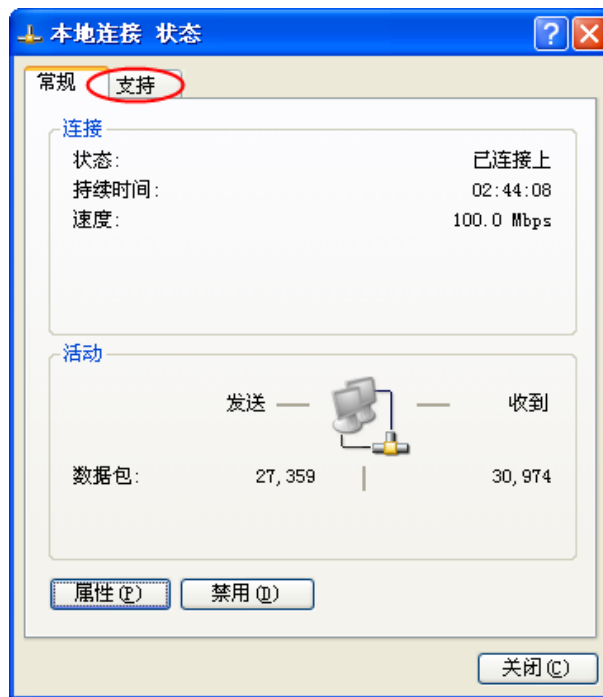 本地连接 状态
常规 支持
连接
状态: 已连接上
持续时间: 02:44:08
速度: 100.0 Mbps
活动
发送 — — 收到
数据包: 27,359 | 30,974
属性(P) 禁用(D)
关闭(C)